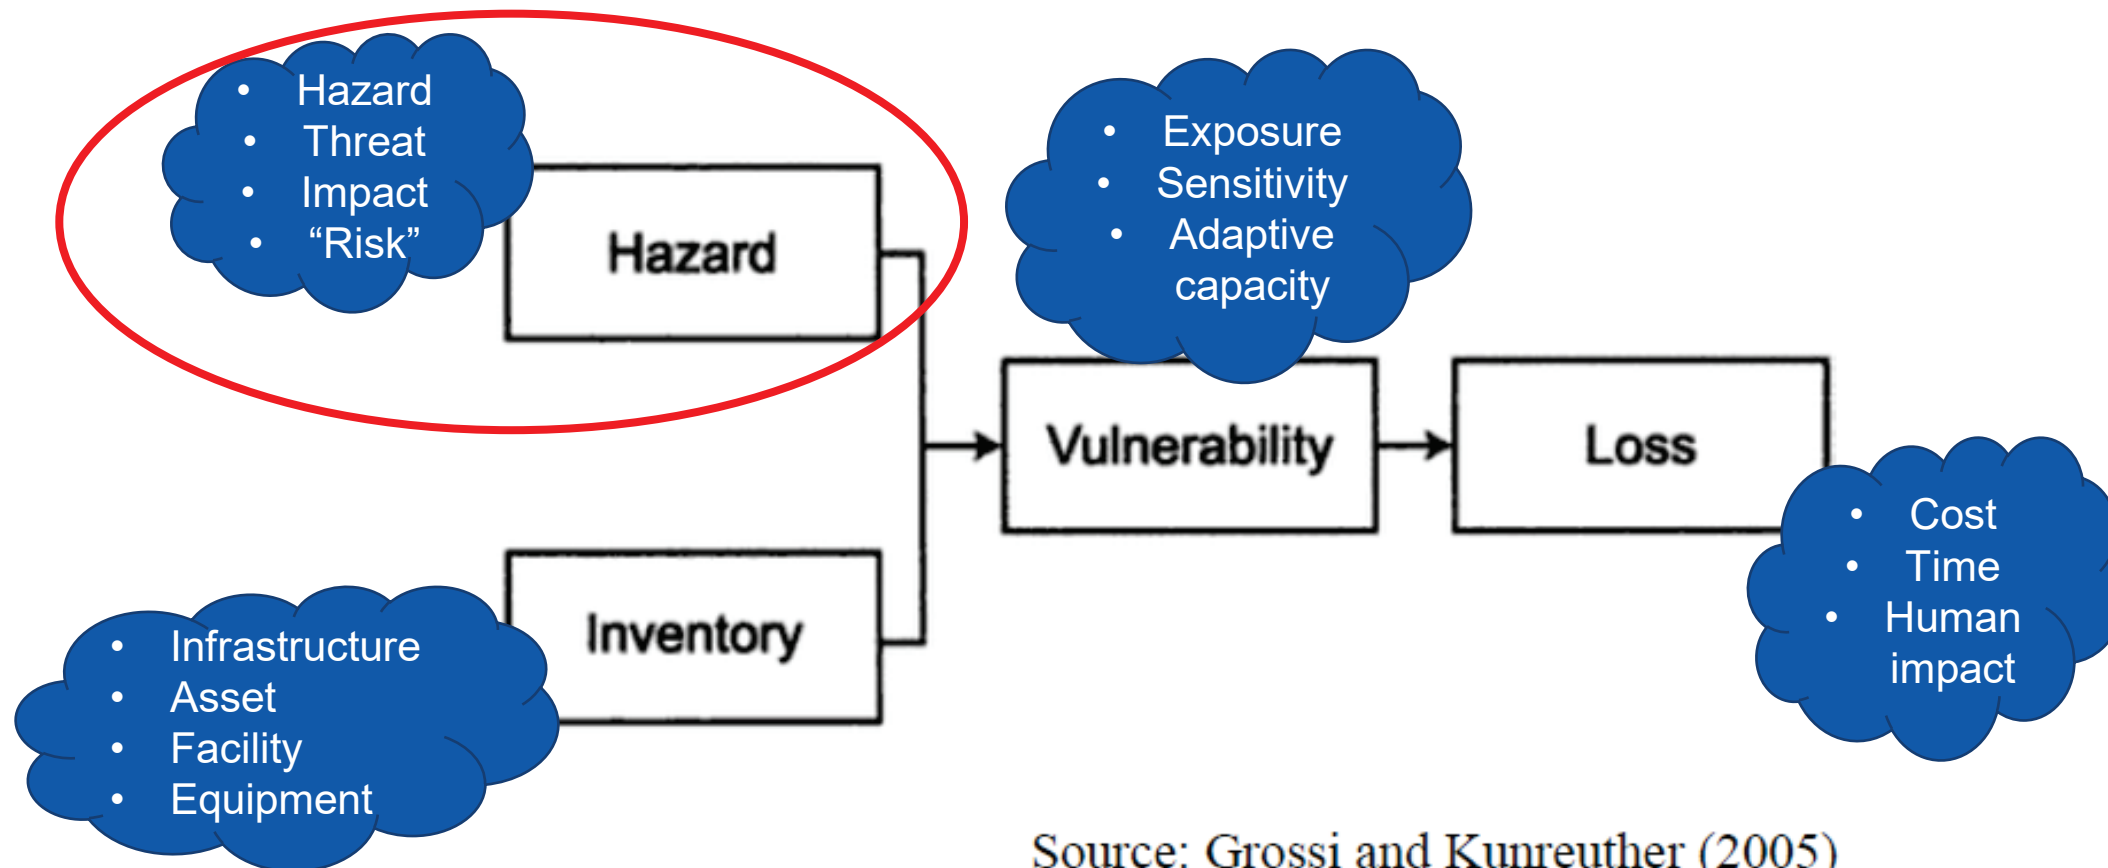 • Hazard
• Threat
• Impact
• “Risk”
Hazard
• Exposure
• Sensitivity
• Adaptive
capacity
Vulnerability
Loss
• Cost
• Time
• Human
impact
Inventory
• Infrastructure
• Asset
• Facility
• Equipment
Source: Grossi and Kunreuther (2005)